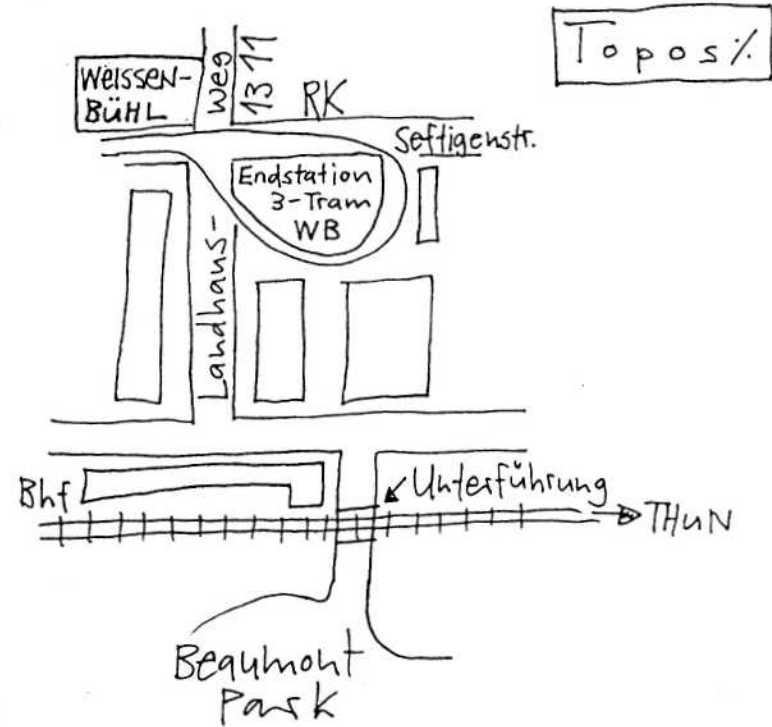 Topos%
WEISSEN-
BÜHL
weg
13 11
RK
Seftigenstr.
Endstation
3-Tram
WB
Landhaus-
Bhf
Unterführung
THUN
Beaumont
Park